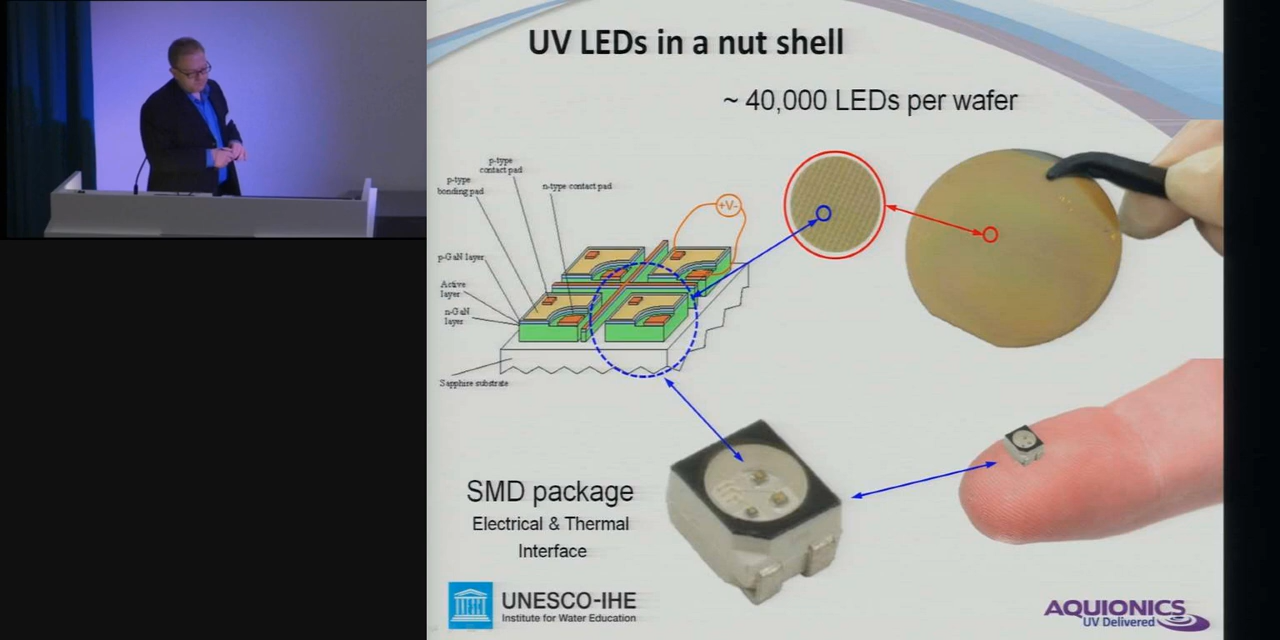 UV LEDs in a nut shell
~ 40,000 LEDs per wafer
p-type
contact pad
p-type
bonding pad
n-type contact pad
+V-
p-GaN layer
Active
layer
n-GaN
layer
Sapphire substrate
SMD package
Electrical & Thermal
Interface
UNESCO-IHE
Institute for Water Education
AQUIONICS
UV Delivered